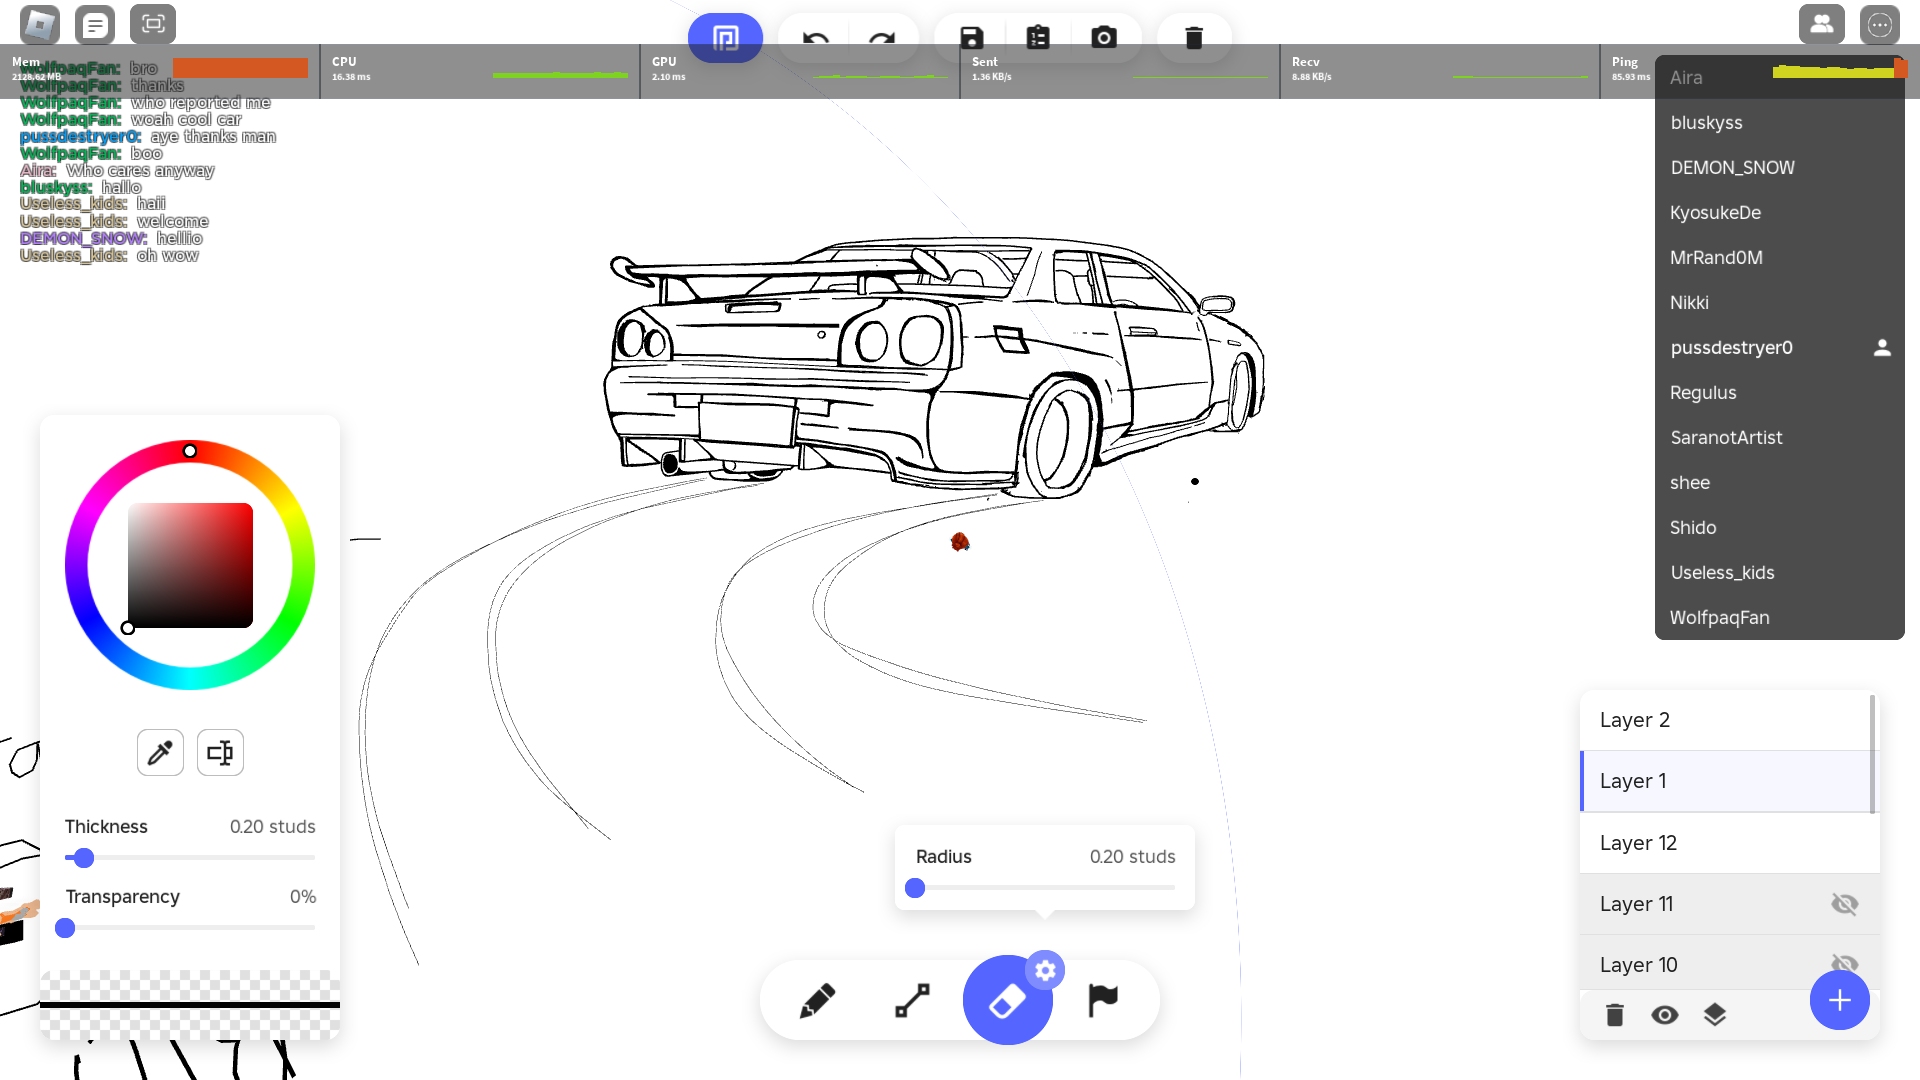 Mem
2128.62 MB
CPU
16.38 ms
GPU
2.10 ms
Sent
1.36 KB/s
Recv
8.88 KB/s
Ping
85.93 ms
WolfpaqFan: bro
WolfpaqFan: thanks
WolfpaqFan: who reported me
WolfpaqFan: woah cool car
pussdestryer0: aye thanks man
WolfpaqFan: boo
Aira: Who cares anyway
bluskyss: hallo
Useless_kids: haii
Useless_kids: welcome
DEMON_SNOW: hellio
Useless_kids: oh wow
Aira
bluskyss
DEMON_SNOW
KyosukeDe
MrRand0M
Nikki
pussdestryer0
Regulus
SaranotArtist
shee
Shido
Useless_kids
WolfpaqFan
Thickness 0.20 studs
Transparency 0%
Radius 0.20 studs
Layer 2
Layer 1
Layer 12
Layer 11
Layer 10